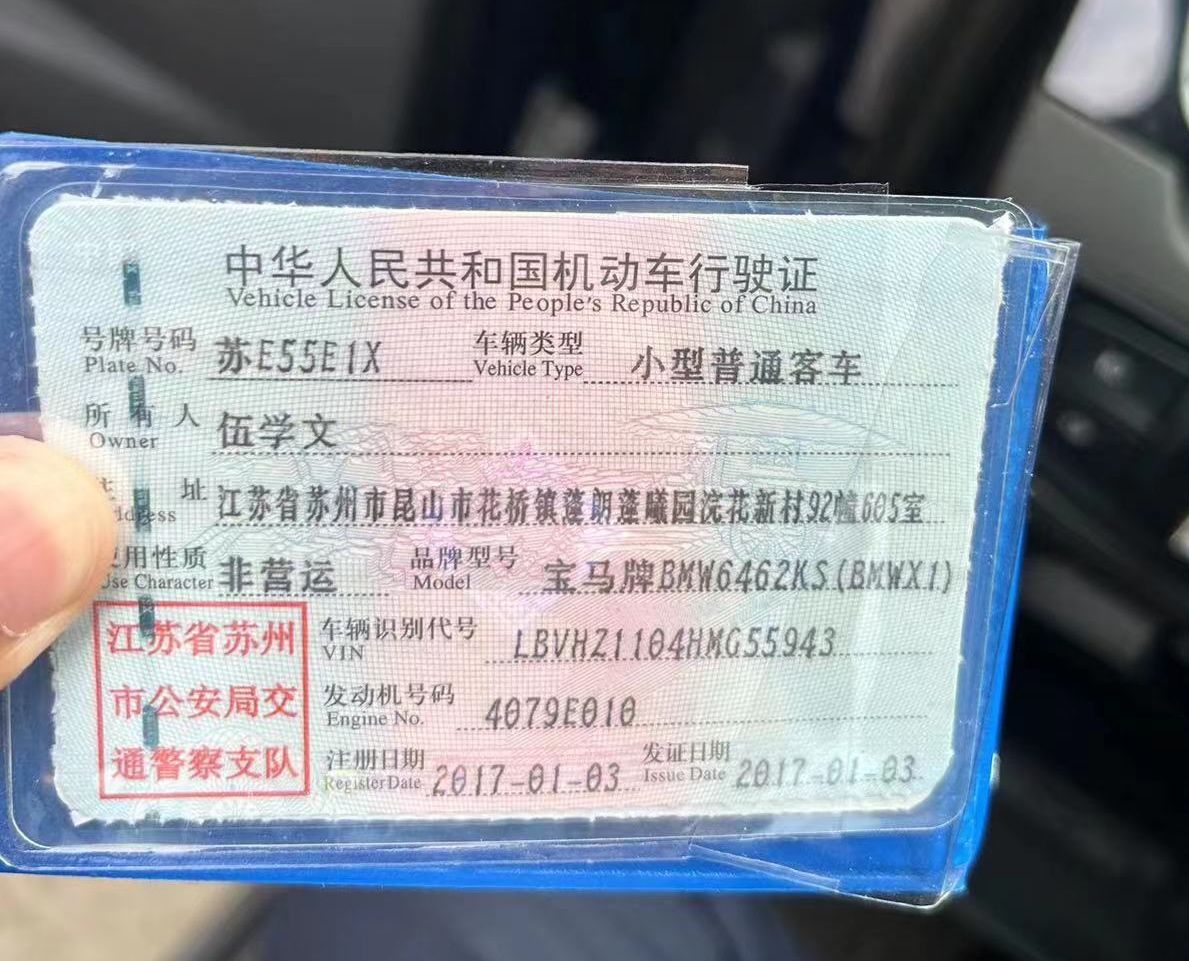 中华人民共和国机动车行驶证
Vehicle License of the People's Republic of China
号牌号码 苏E55E1X 车辆类型 小型普通客车
Plate No. Vehicle Type
所有人 伍学文
Owner
址 江苏省苏州市昆山市花桥镇蓬朗蓬曦园浣花新村92幢605室
用性质 非营运 品牌型号 宝马牌BMW6462KS(BMWX1)
Use Character Model
江苏省苏州
市公安局交
通警察支队
车辆识别代号 LBVHZ1104HMG55943
VIN
发动机号码 4079E010
Engine No.
注册日期 2017-01-03 发证日期 2017-01-03
Register Date Issue Date